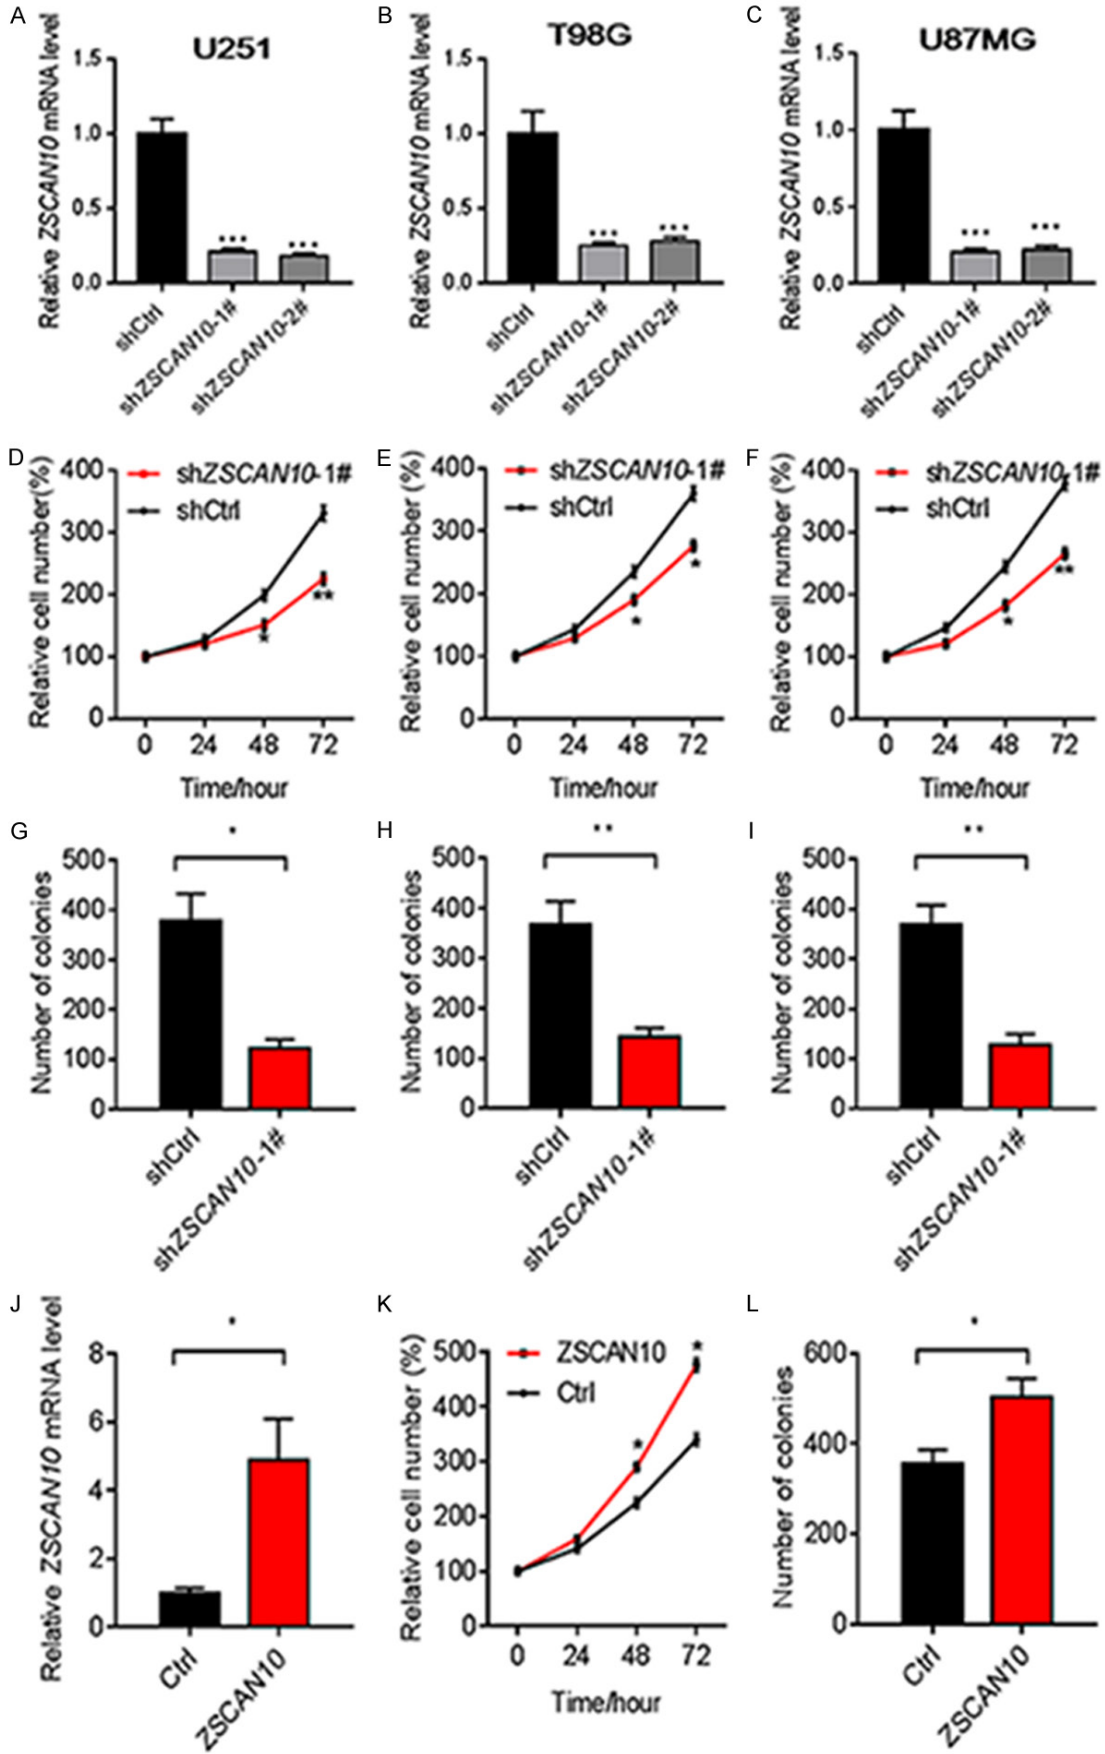 A
U251
Relative ZSCAN10 mRNA level
1.5
1.0
0.5
0.0
***
***
shCtrl
shZSCAN10-1#
shZSCAN10-2#
B
T98G
Relative ZSCAN10 mRNA level
1.5
1.0
0.5
0.0
***
***
shCtrl
shZSCAN10-1#
shZSCAN10-2#
C
U87MG
Relative ZSCAN10 mRNA level
1.5
1.0
0.5
0.0
***
***
shCtrl
shZSCAN10-1#
shZSCAN10-2#
D
Relative cell number(%)
400
300
200
100
0
shZSCAN10-1#
shCtrl
*
**
0 24 48 72
Time/hour
E
Relative cell number (%)
400
300
200
100
0
shZSCAN10-1#
shCtrl
*
*
0 24 48 72
Time/hour
F
Relative cell number (%)
400
300
200
100
0
shZSCAN10-1#
shCtrl
*
**
0 24 48 72
Time/hour
G
Number of colonies
500
400
300
200
100
0
*
shCtrl
shZSCAN10-1#
H
Number of colonies
500
400
300
200
100
0
**
shCtrl
shZSCAN10-1#
I
Number of colonies
500
400
300
200
100
0
**
shCtrl
shZSCAN10-1#
J
Relative ZSCAN10 mRNA level
8
6
4
2
0
*
Ctrl
ZSCAN10
K
Relative cell number (%)
500
400
300
200
100
0
ZSCAN10
Ctrl
*
*
0 24 48 72
Time/hour
L
Number of colonies
600
400
200
0
*
Ctrl
ZSCAN10